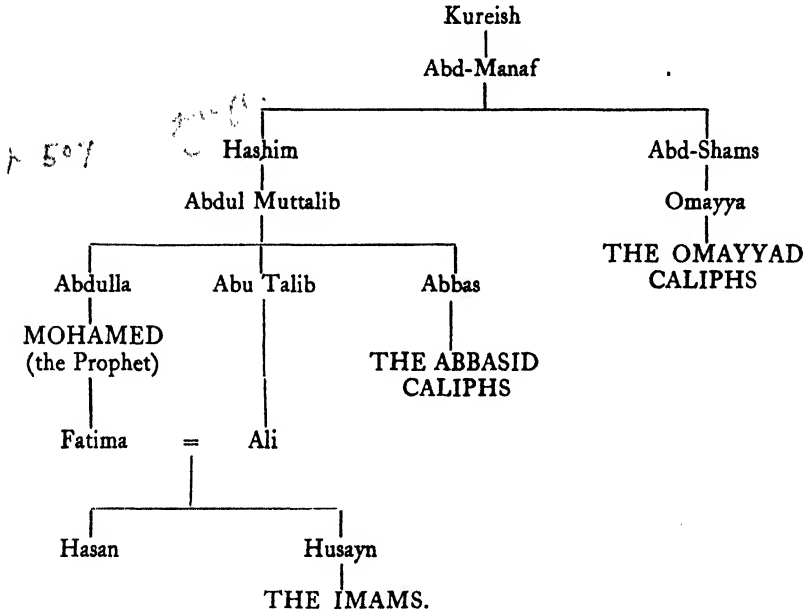 Kureish
Abd-Manaf
Hashim Abd-Shams
507
Abdul Muttalib Omayya
THE OMAYYAD
CALIPHS
Abdulla Abu Talib Abbas
MOHAMED
(the Prophet)
THE ABBASID
CALIPHS
Fatima = Ali
Hasan Husayn
THE IMAMS.